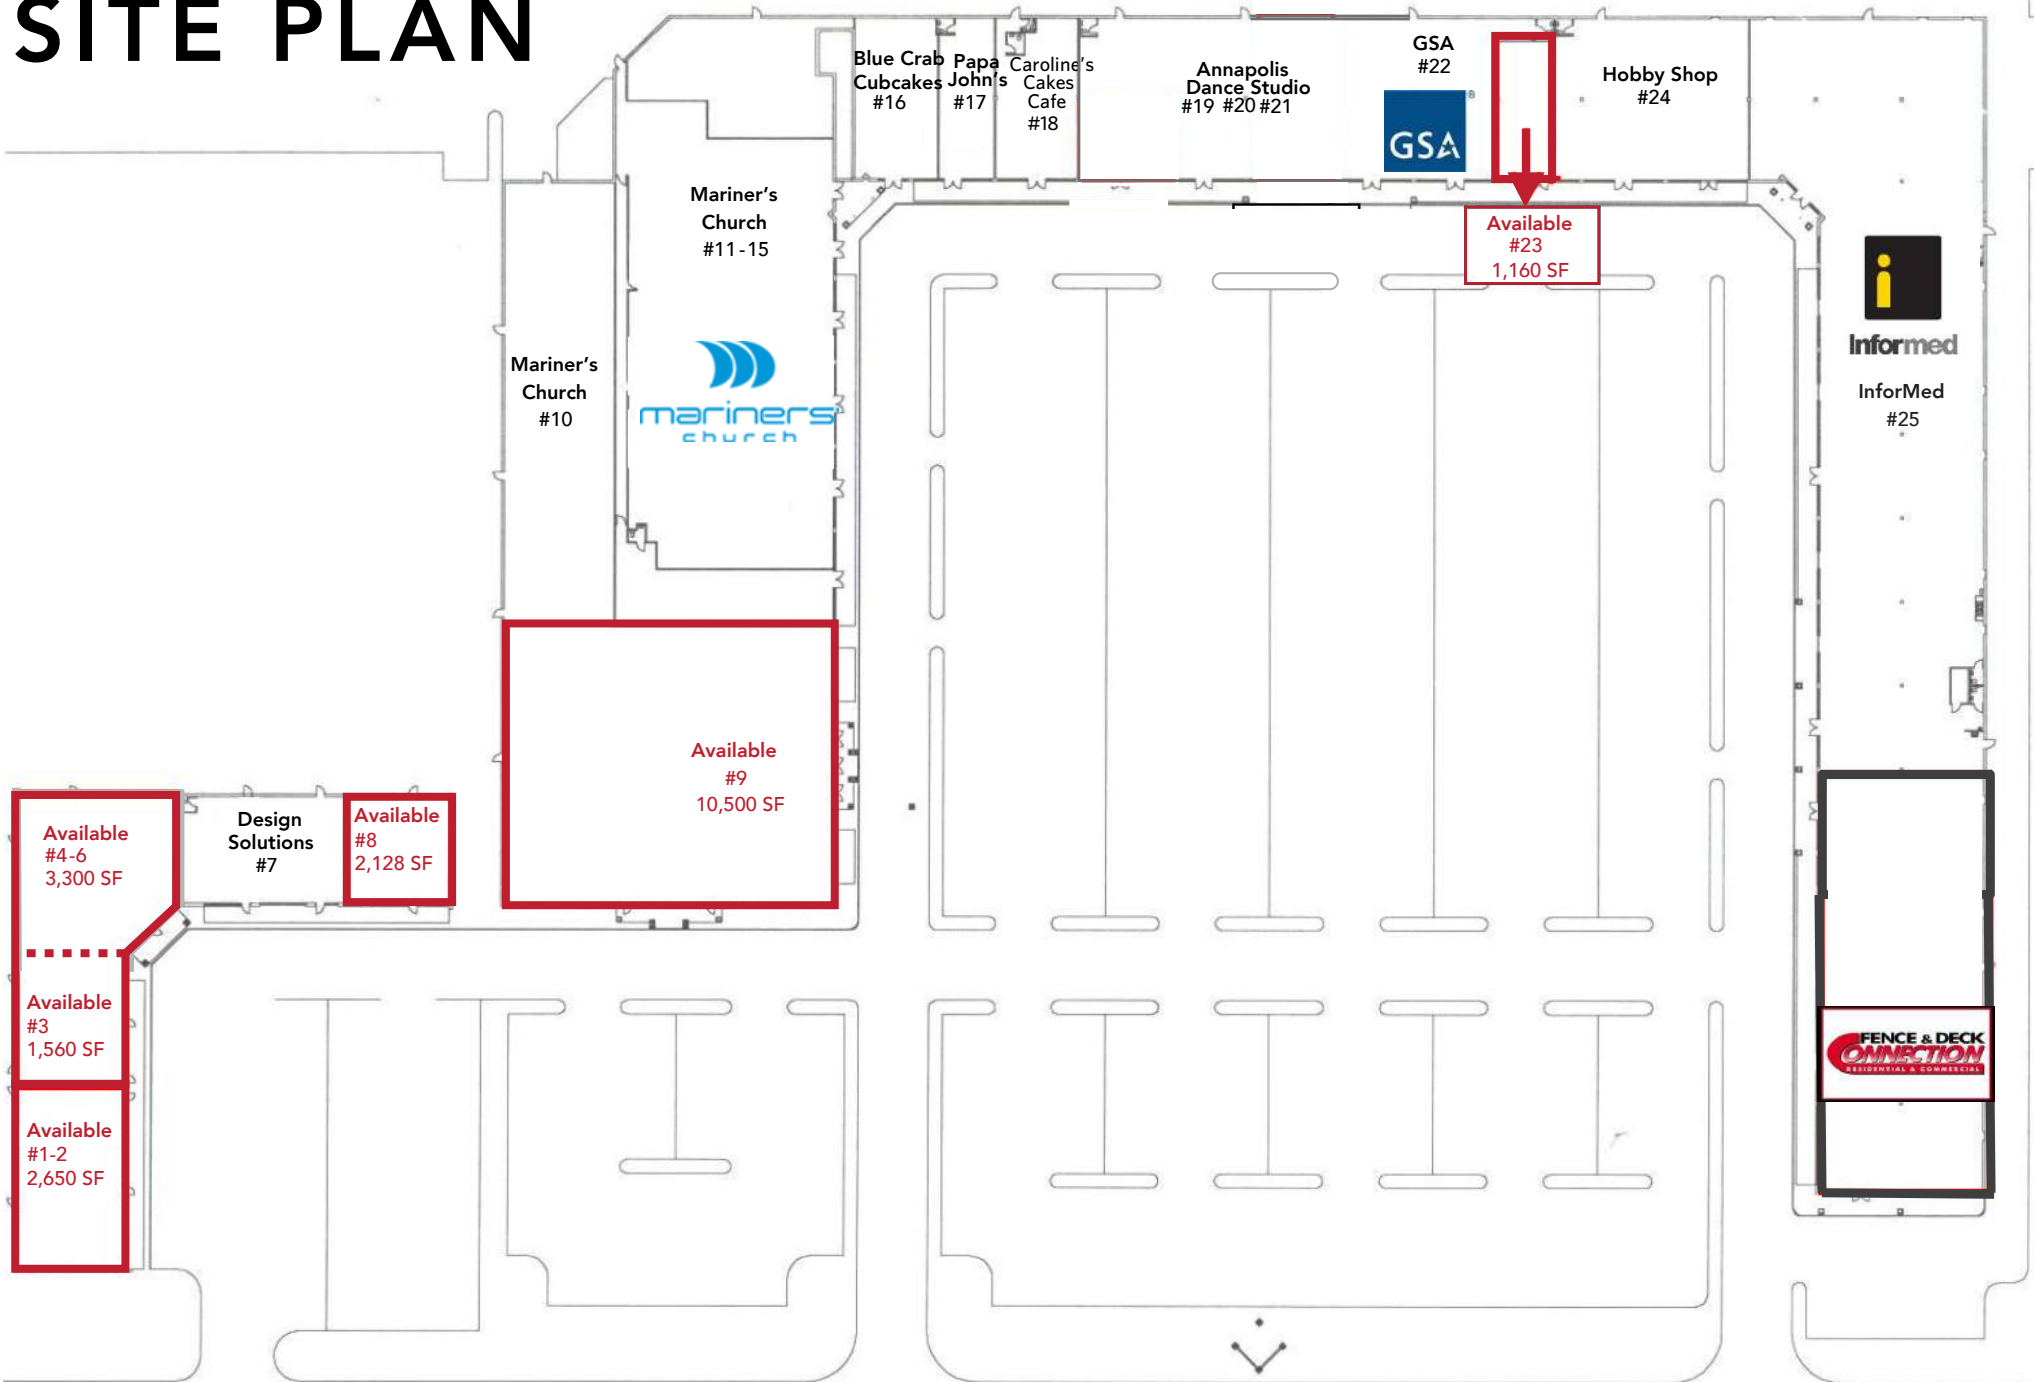 SITE PLAN
Blue Crab
Cubcakes
#16
Papa
John's
#17
Caroline's
Cakes
Cafe
#18
Annapolis
Dance Studio
#19 #20 #21
GSA
#22
GSA
®
Hobby Shop
#24
Available
#23
1,160 SF
Mariner's
Church
#11-15
mariners
church
Mariner's
Church
#10
Informed
InforMed
#25
Available
#9
10,500 SF
Available
#4-6
3,300 SF
Design
Solutions
#7
Available
#8
2,128 SF
Available
#3
1,560 SF
Available
#1-2
2,650 SF
FENCE & DECK
CONNECTION
RESIDENTIAL & COMMERCIAL